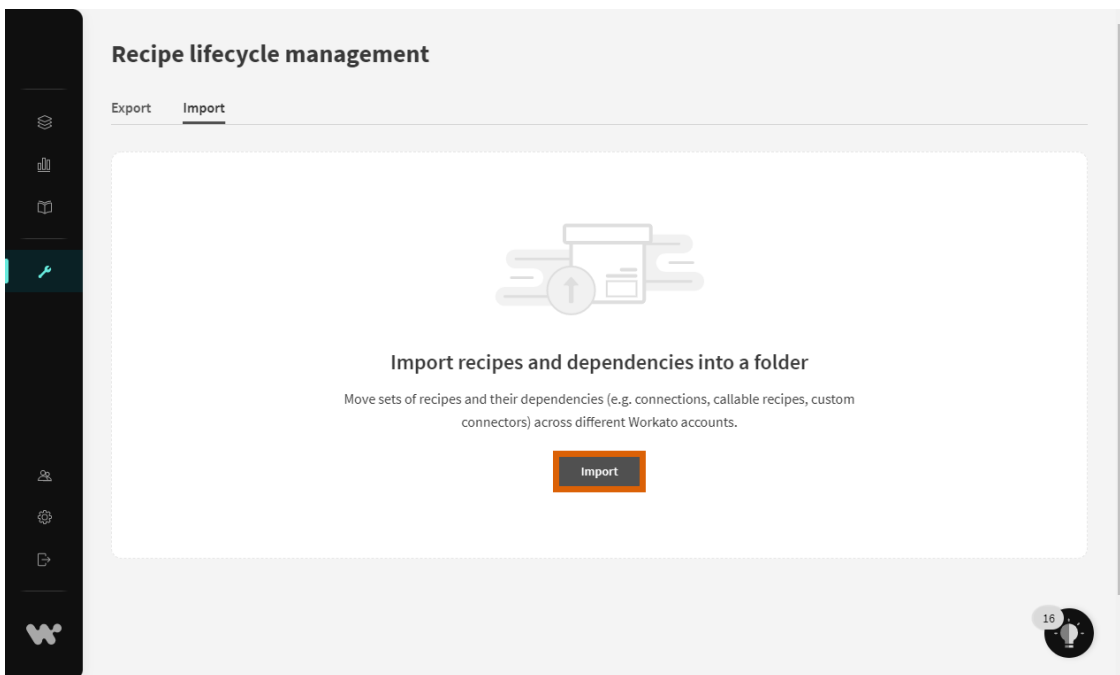 Recipe lifecycle management
Export Import
Import recipes and dependencies into a folder
Move sets of recipes and their dependencies (e.g. connections, callable recipes, custom
connectors) across different Workato accounts.
Import
16